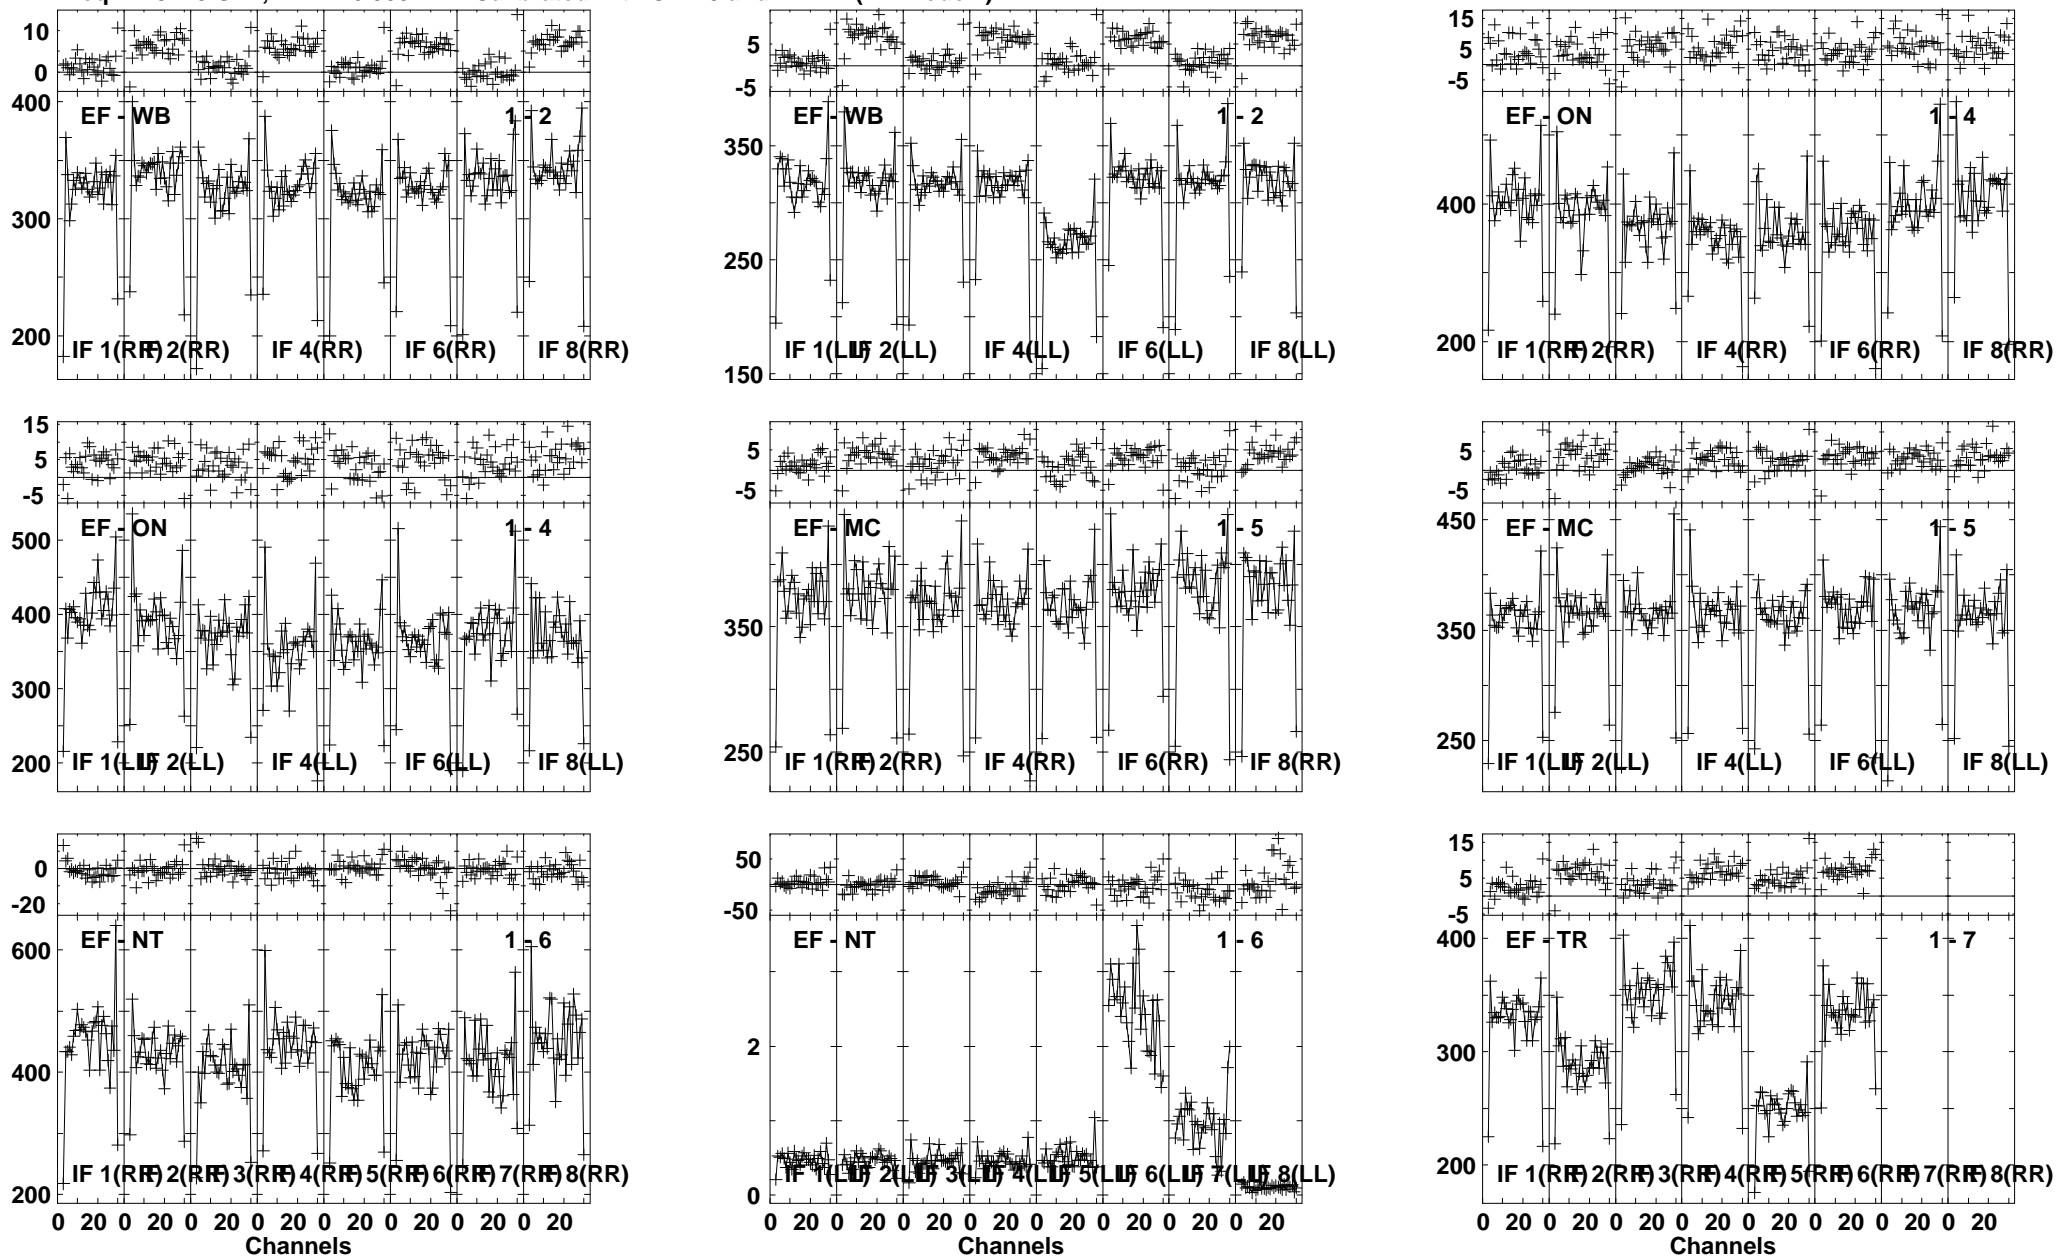 10
0
400
300
200
EF - WB
1 - 2
IF 1(RR) IF 2(RR) IF 4(RR) IF 6(RR) IF 8(RR)
5
-5
350
250
150
EF - WB
1 - 2
IF 1(LL) IF 2(LL) IF 4(LL) IF 6(LL) IF 8(LL)
15
5
-5
400
200
EF - ON
1 - 4
IF 1(RR) IF 2(RR) IF 4(RR) IF 6(RR) IF 8(RR)
15
5
-5
500
400
300
200
EF - ON
1 - 4
IF 1(LL) IF 2(LL) IF 4(LL) IF 6(LL) IF 8(LL)
5
-5
350
250
EF - MC
1 - 5
IF 1(RR) IF 2(RR) IF 4(RR) IF 6(RR) IF 8(RR)
5
-5
450
350
250
EF - MC
1 - 5
IF 1(LL) IF 2(LL) IF 4(LL) IF 6(LL) IF 8(LL)
0
-20
600
400
200
EF - NT
1 - 6
IF 1(RR) IF 2(RR) IF 3(RR) IF 4(RR) IF 5(RR) IF 6(RR) IF 7(RR) IF 8(RR)
0 20 0 20 0 20 0 20 0 20 0 20 0 20 0 20
Channels
50
-50
2
0
EF - NT
1 - 6
IF 1(LL) IF 2(LL) IF 3(LL) IF 4(LL) IF 5(LL) IF 6(LL) IF 7(LL) IF 8(LL)
0 20 0 20 0 20 0 20 0 20 0 20 0 20 0 20
Channels
15
5
-5
400
300
200
EF - TR
1 - 7
IF 1(RR) IF 2(RR) IF 3(RR) IF 4(RR) IF 5(RR) IF 6(RR) IF 7(RR) IF 8(RR)
0 20 0 20 0 20 0 20 0 20 0 20 0 20 0 20
Channels